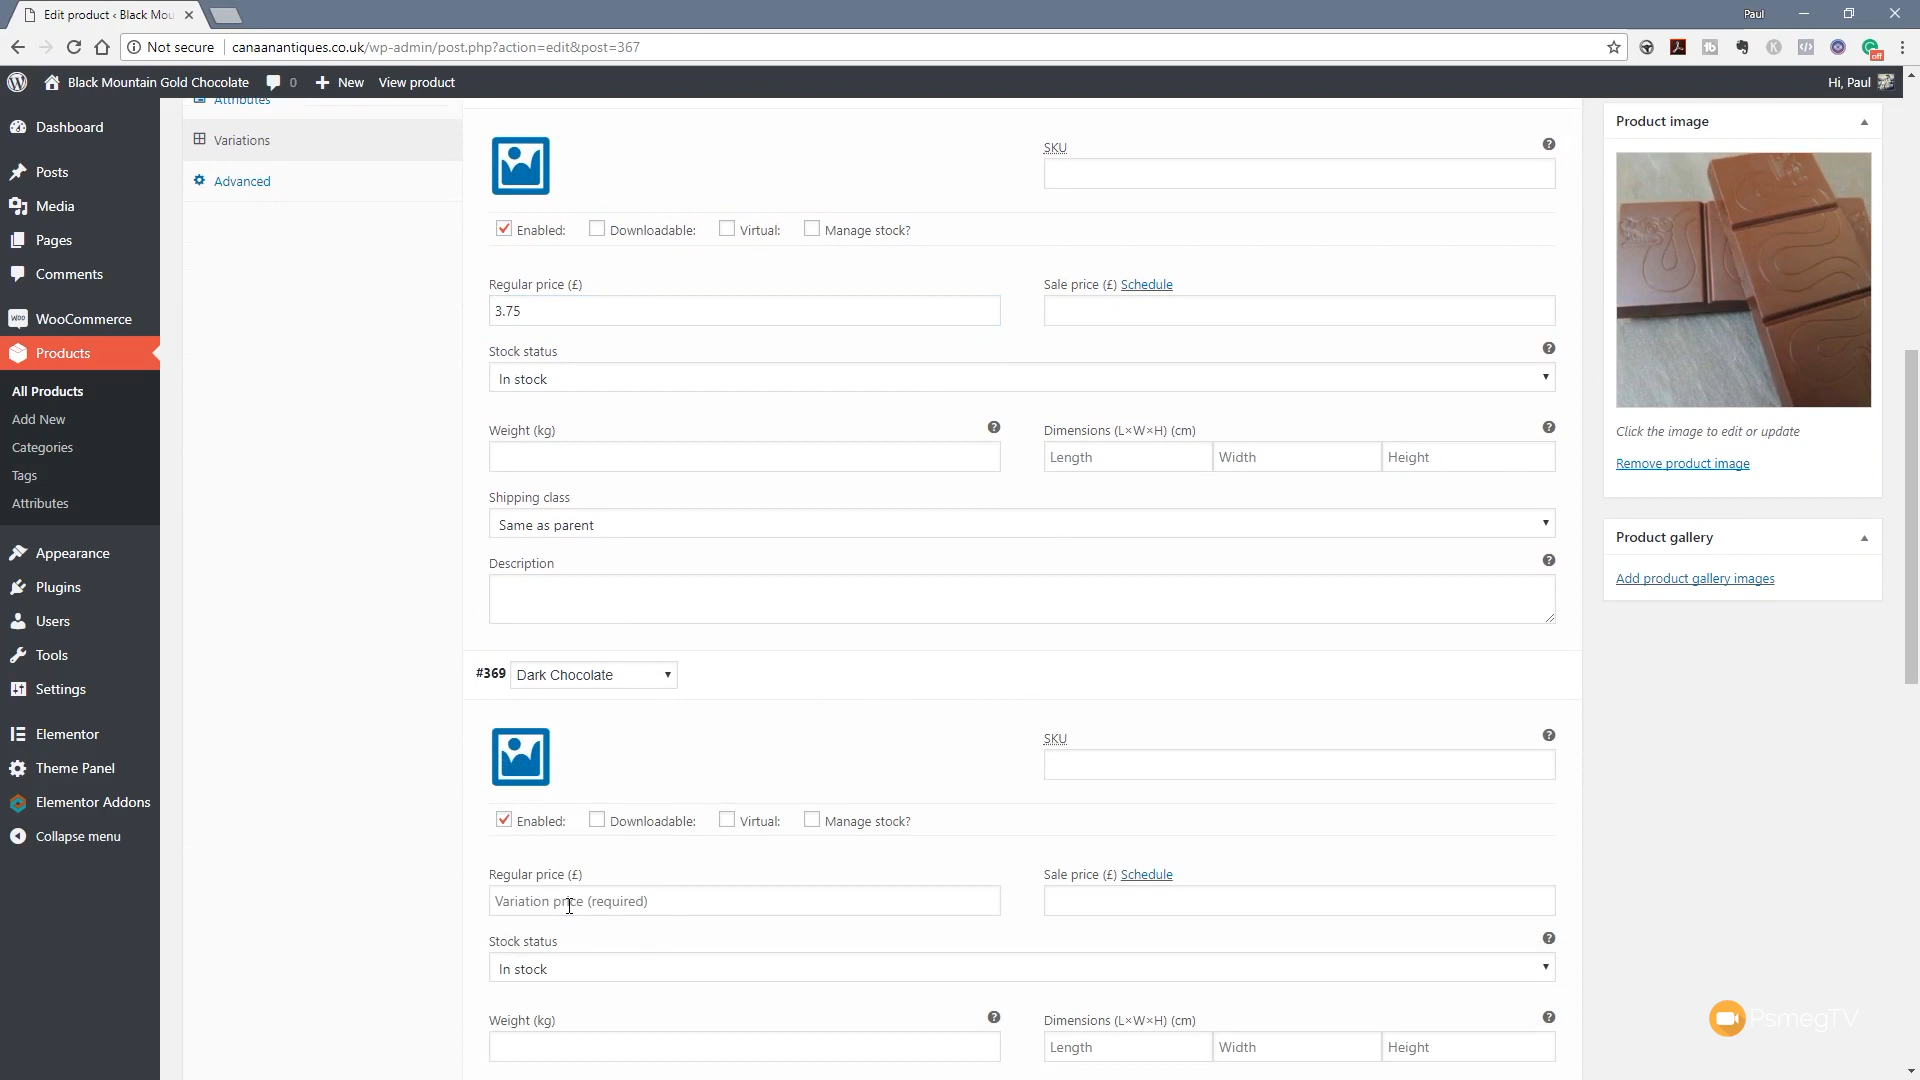 Edit product ‹ Black Mou
Paul
Not secure
canaanantiques.co.uk/wp-admin/post.php?action=edit&post=367
off
Black Mountain Gold Chocolate
0
New
View product
Hi, Paul
Dashboard
Posts
Media
Pages
Comments
WooCommerce
Products
All Products
Add New
Categories
Tags
Attributes
Appearance
Plugins
Users
Tools
Settings
Elementor
Theme Panel
Elementor Addons
Collapse menu
Attributes
Variations
Advanced
SKU
Enabled:
Downloadable:
Virtual:
Manage stock?
Regular price (£)
Sale price (£) Schedule
3.75
Stock status
In stock
Weight (kg)
Dimensions (L×W×H) (cm)
Length
Width
Height
Shipping class
Same as parent
Description
#369
Dark Chocolate
SKU
Enabled:
Downloadable:
Virtual:
Manage stock?
Regular price (£)
Sale price (£) Schedule
Variation price (required)
Stock status
In stock
Weight (kg)
Dimensions (L×W×H) (cm)
Length
Width
Height
Product image
Click the image to edit or update
Remove product image
Product gallery
Add product gallery images
PsmegTV